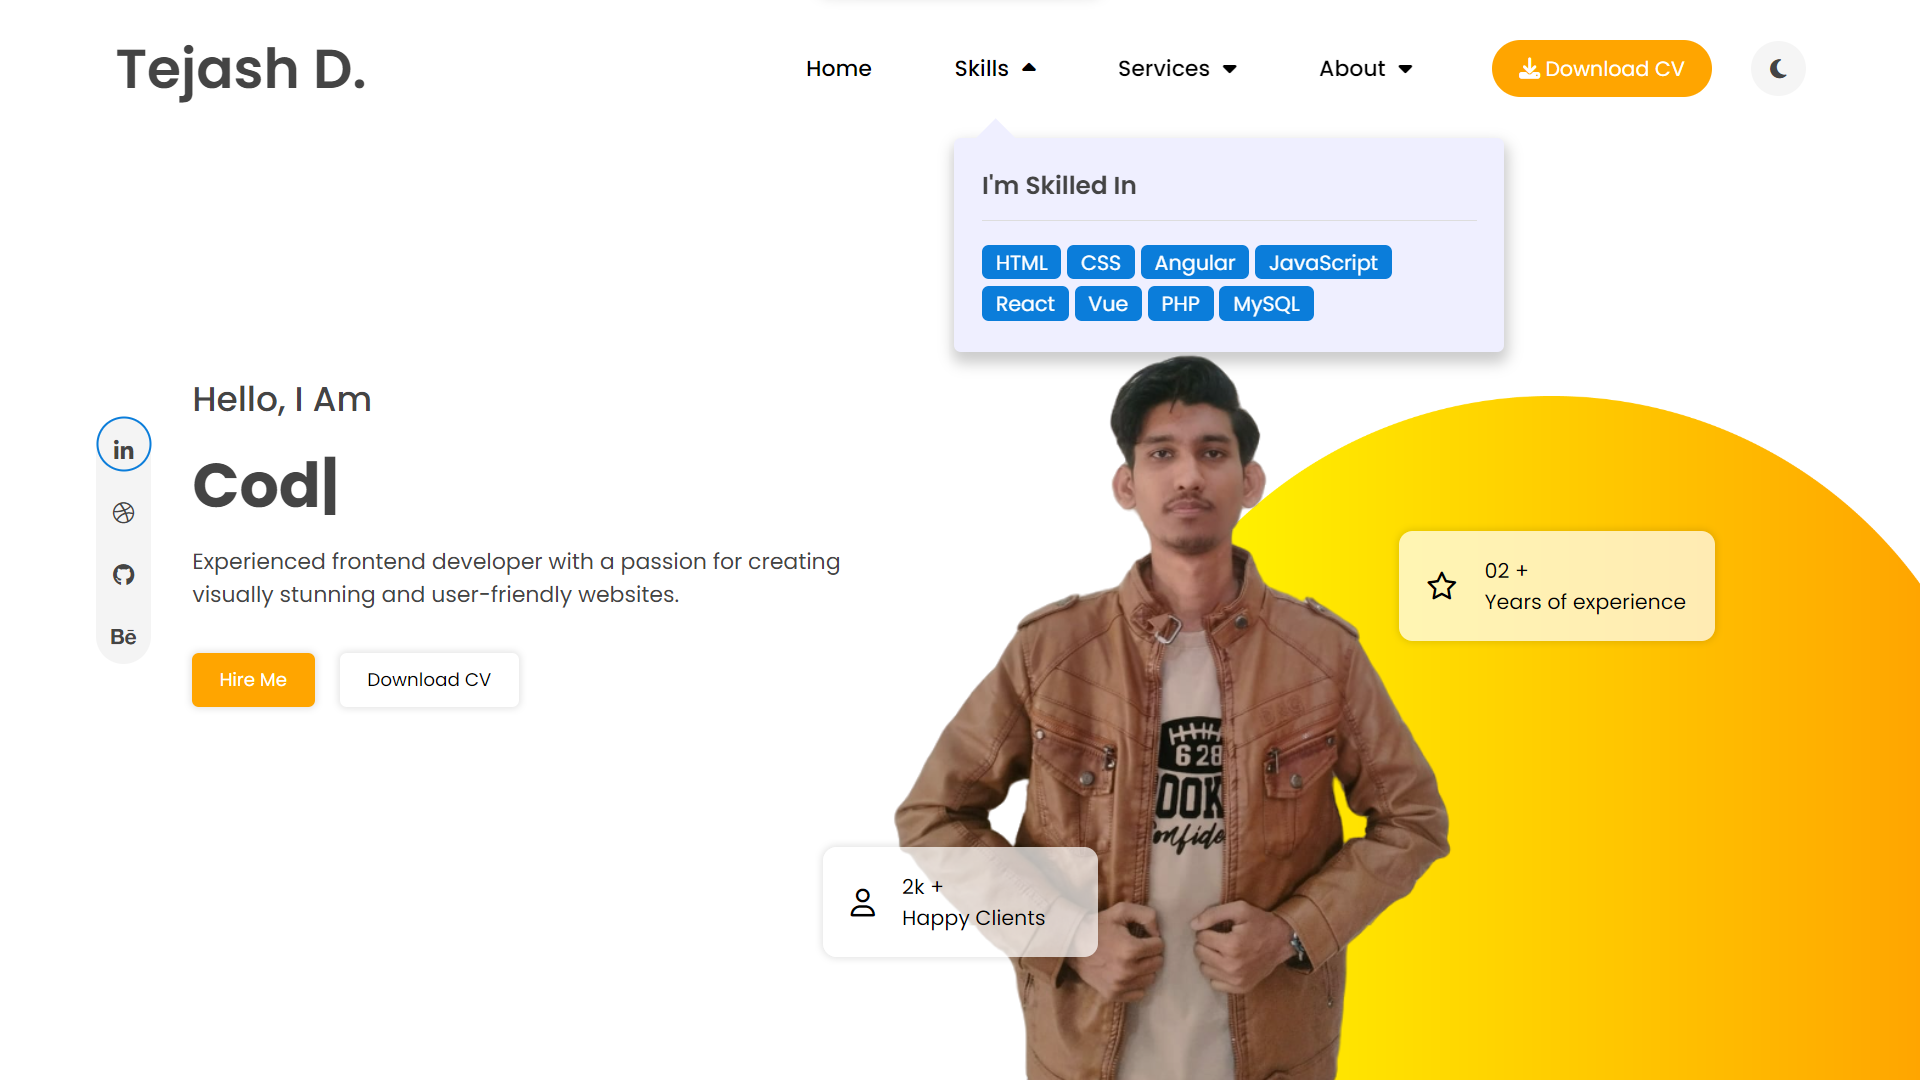 Tejash D.
Home
Skills
Services
About
Download CV
I'm Skilled In
HTML CSS Angular JavaScript
React Vue PHP MySQL
Hello, I Am
Cod|
Experienced frontend developer with a passion for creating
visually stunning and user-friendly websites.
Hire Me
Download CV
in
Bē
02 +
Years of experience
628
2k +
Happy Clients